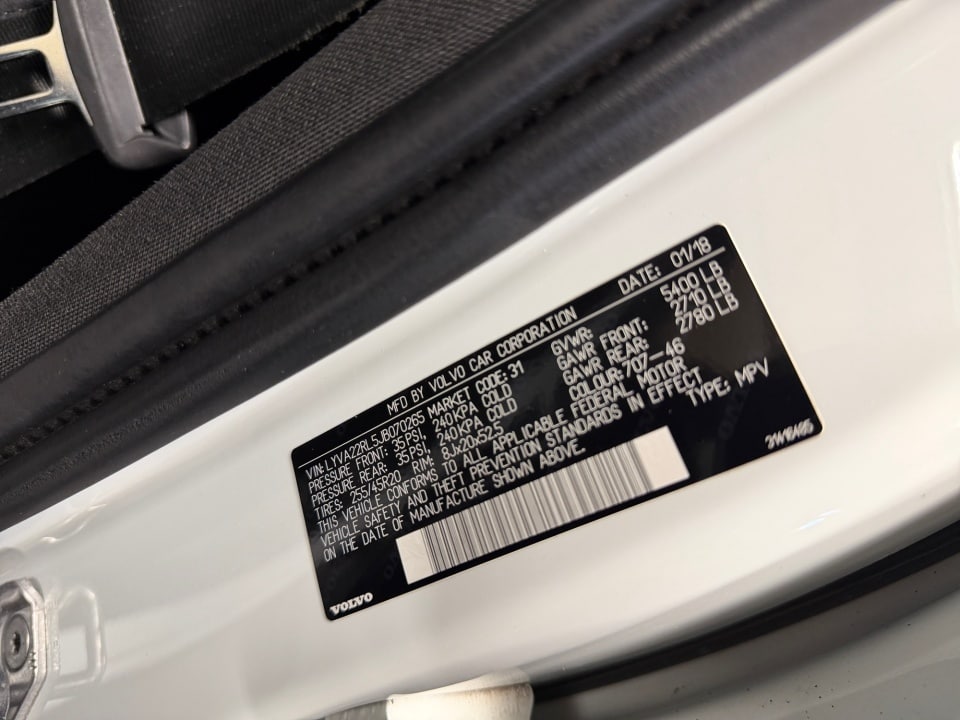 MFD BY VOLVO CAR CORPORATION DATE: 01/18
VIN: LYVA22RL5JB070265 MARKET CODE: 31 GVWR: 5400 LB
PRESSURE FRONT: 35PSI, 240KPA COLD GAWR FRONT: 2710 LB
PRESSURE REAR: 35PSI, 240KPA COLD GAWR REAR: 2780 LB
TIRES: 255/45R20 RIM: 8Jx20x52.5 COLOUR: 707-46
THIS VEHICLE CONFORMS TO ALL APPLICABLE FEDERAL MOTOR
VEHICLE SAFETY AND THEFT PREVENTION STANDARDS IN EFFECT
ON THE DATE OF MANUFACTURE SHOWN ABOVE. TYPE: MPV
VOLVO